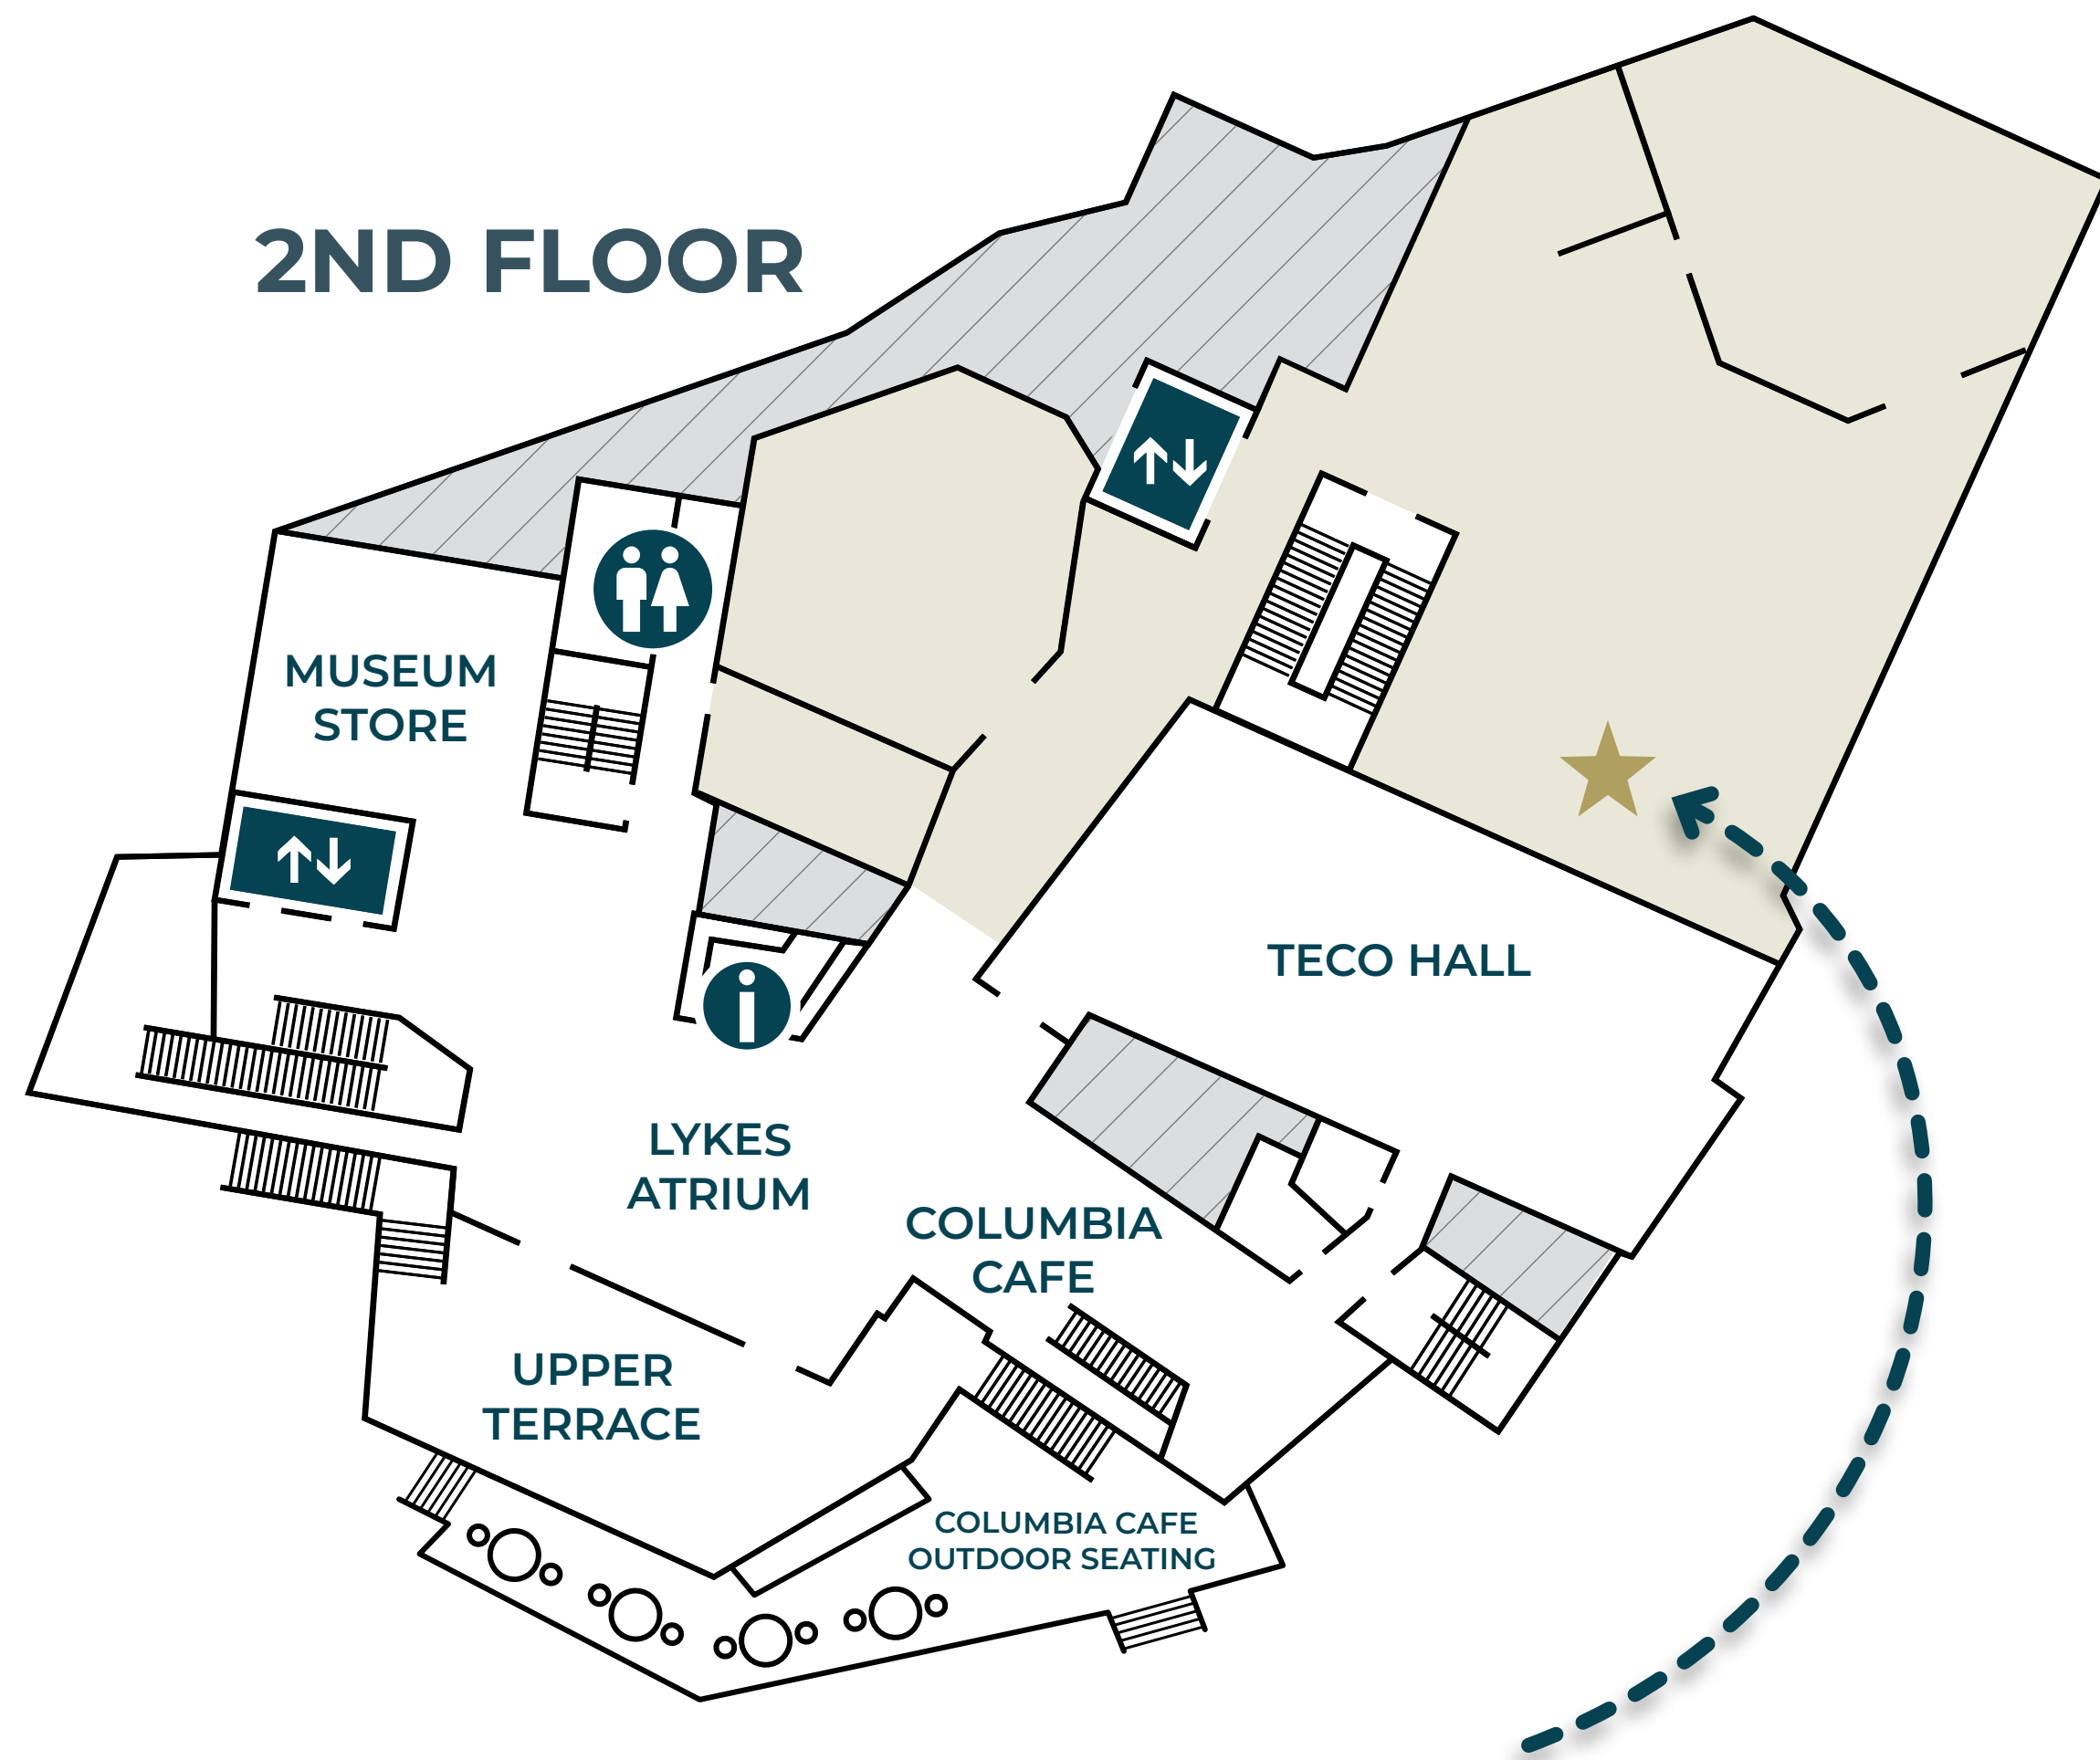 2ND FLOOR
MUSEUM
STORE
TECO HALL
LYKES
ATRIUM
COLUMBIA
CAFE
UPPER
TERRACE
COLUMBIA CAFE
OUTDOOR SEATING